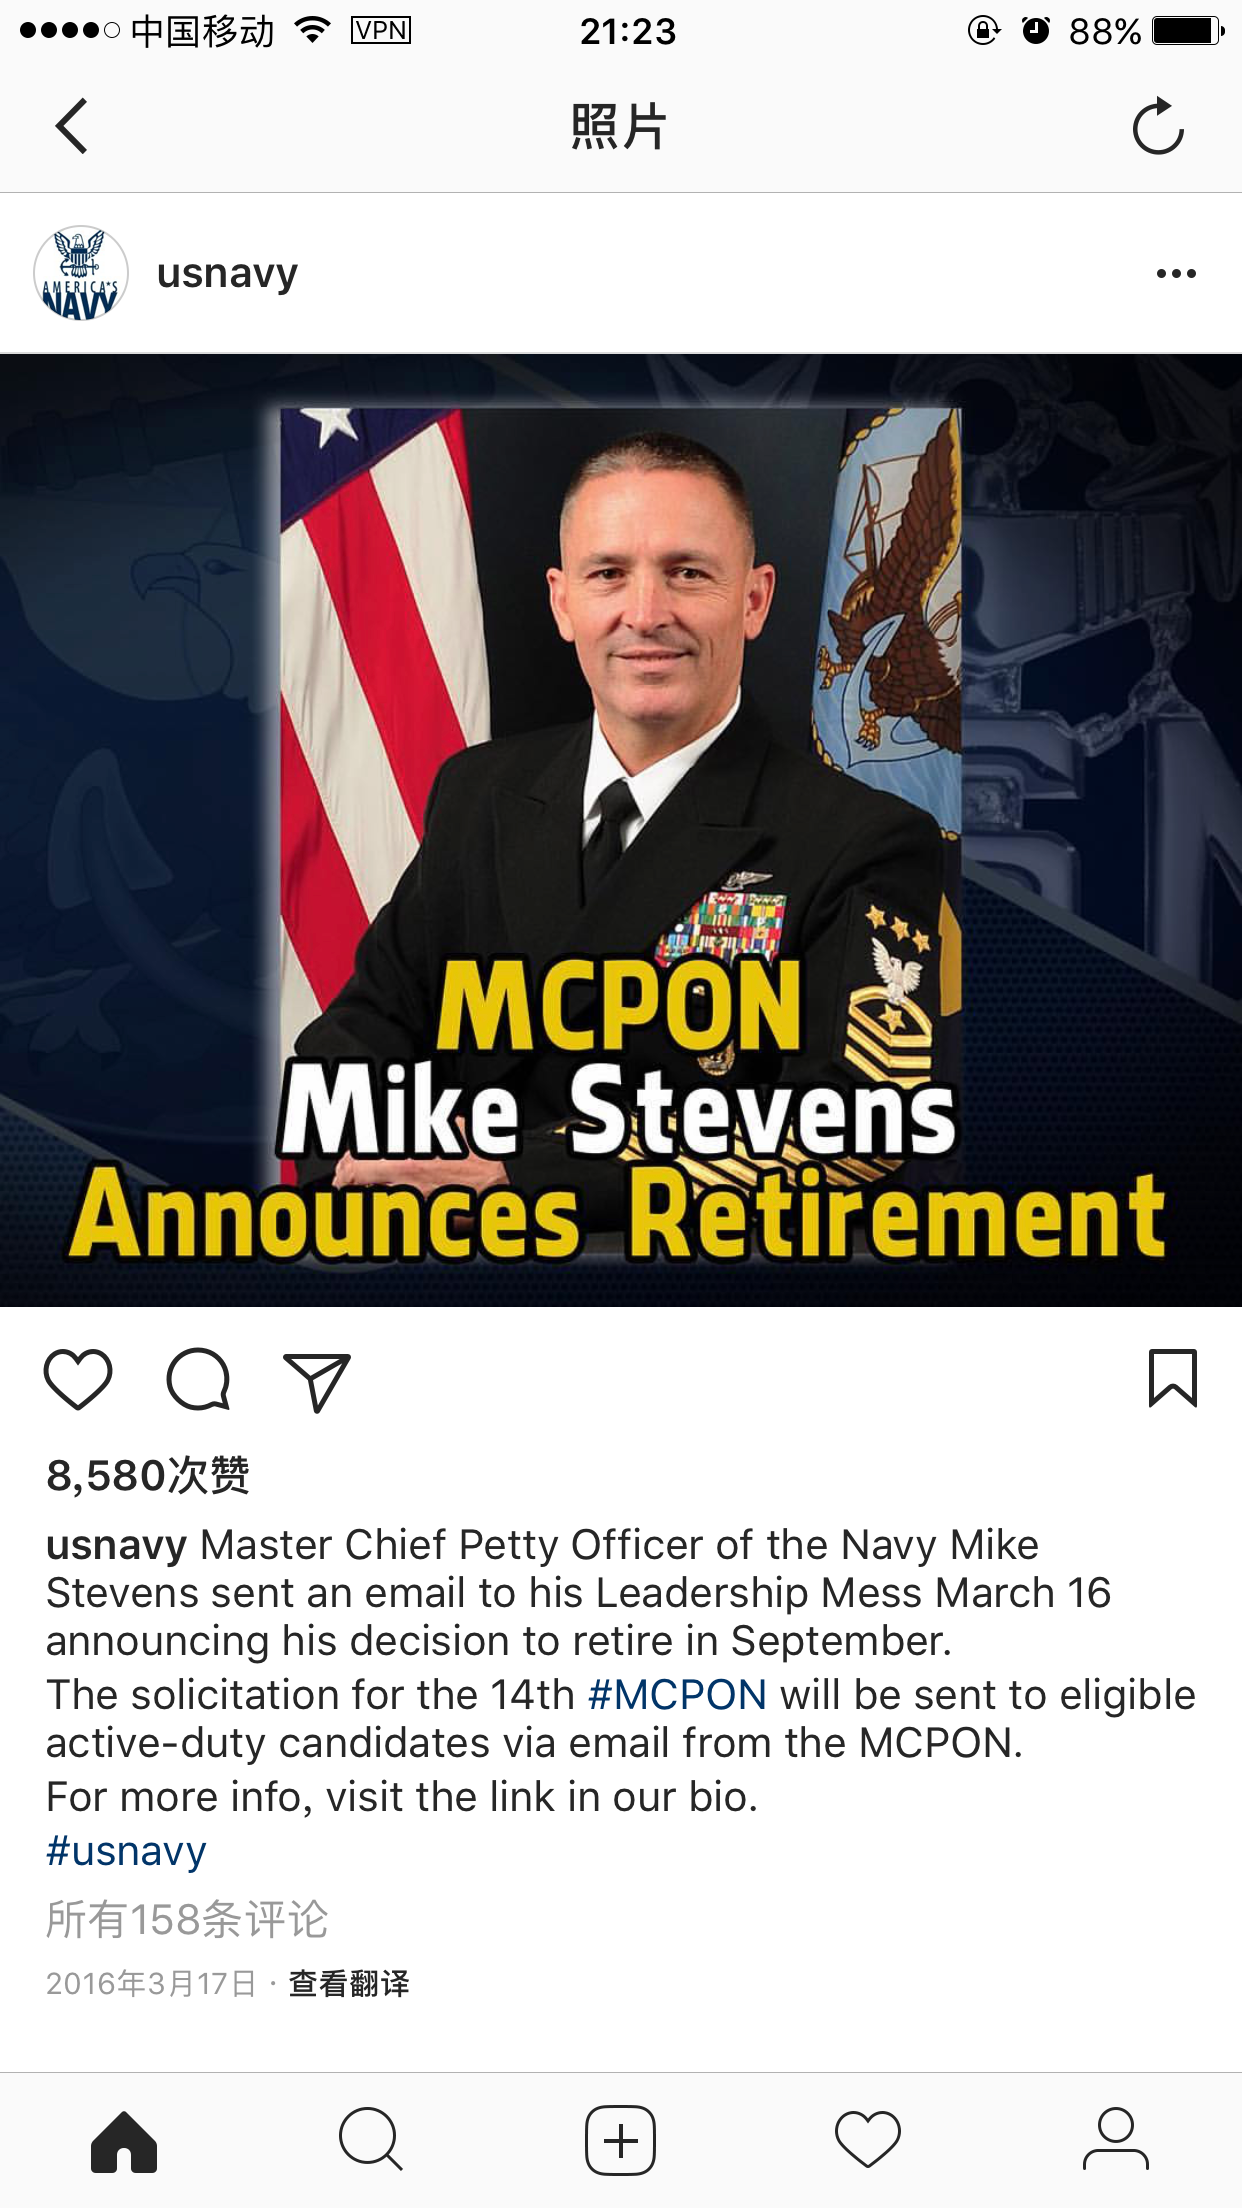 中国移动 VPN 21:23 88%
照片
AMERICA'S
NAVY
usnavy
MCPON
Mike Stevens
Announces Retirement
8,580次赞
usnavy Master Chief Petty Officer of the Navy Mike
Stevens sent an email to his Leadership Mess March 16
announcing his decision to retire in September.
The solicitation for the 14th #MCPON will be sent to eligible
active-duty candidates via email from the MCPON.
For more info, visit the link in our bio.
#usnavy
所有158条评论
2016年3月17日 · 查看翻译